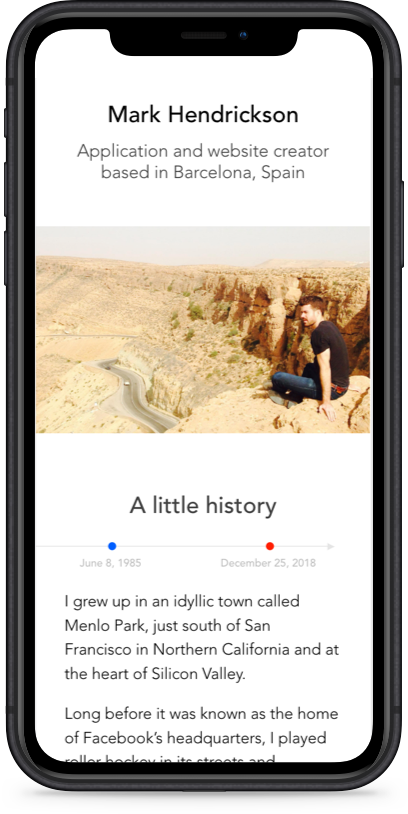 Mark Hendrickson
Application and website creator
based in Barcelona, Spain
A little history
June 8, 1985
December 25, 2018
I grew up in an idyllic town called
Menlo Park, just south of San
Francisco in Northern California and at
the heart of Silicon Valley.
Long before it was known as the home
of Facebook’s headquarters, I played
roller hockey in its streets and